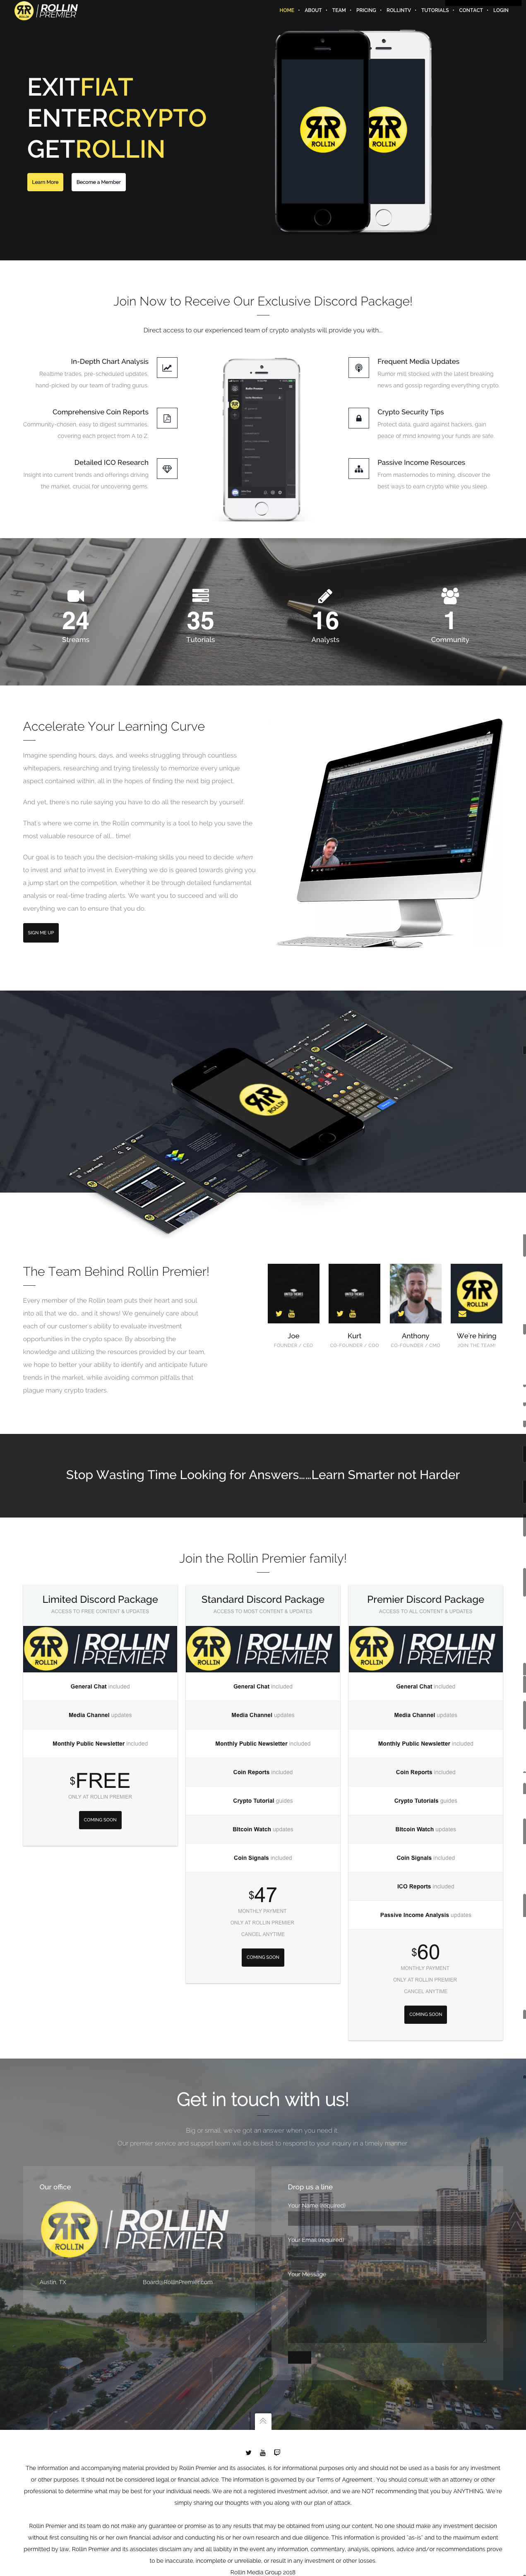 ROLLIN PREMIER
HOME • ABOUT • TEAM • PRICING • ROLLINTV • TUTORIALS • CONTACT • LOGIN
EXITFIAT
ENTERCRYPTO
GETROLLIN
Learn More
Become a Member
ROLLIN
ROLLIN
Join Now to Receive Our Exclusive Discord Package!
Direct access to our experienced team of crypto analysts will provide you with...
In-Depth Chart Analysis
Realtime trades, pre-scheduled updates,
hand-picked by our team of trading gurus.
Comprehensive Coin Reports
Community-chosen, easy to digest summaries,
covering each project from A to Z.
Detailed ICO Research
Insight into current trends and offerings driving
the market, crucial for uncovering gems.
Frequent Media Updates
Rumor mill stocked with the latest breaking
news and gossip regarding everything crypto.
Crypto Security Tips
Protect data, guard against hackers, gain
peace of mind knowing your funds are safe.
Passive Income Resources
From masternodes to mining, discover the
best ways to earn crypto while you sleep.
24
Streams
35
Tutorials
16
Analysts
1
Community
Accelerate Your Learning Curve
Imagine spending hours, days, and weeks struggling through countless
whitepapers, researching and trying tirelessly to memorize every unique
aspect contained within, all in the hopes of finding the next big project.
And yet, there's no rule saying you have to do all the research by yourself.
That's where we come in, the Rollin community is a tool to help you save the
most valuable resource of all... time!
Our goal is to teach you the decision-making skills you need to decide when
to invest and what to invest in. Everything we do is geared towards giving you
a jump start on the competition, whether it be through detailed fundamental
analysis or real-time trading alerts. We want you to succeed and will do
everything we can to ensure that you do.
SIGN ME UP
ROLLIN
The Team Behind Rollin Premier!
Every member of the Rollin team puts their heart and soul
into all that we do... and it shows! We genuinely care about
each of our customer's ability to evaluate investment
opportunities in the crypto space. By absorbing the
knowledge and utilizing the resources provided by our team,
we hope to better your ability to identify and anticipate future
trends in the market, while avoiding common pitfalls that
plague many crypto traders.
Joe
FOUNDER / CEO
Kurt
CO-FOUNDER / COO
Anthony
CO-FOUNDER / CMO
ROLLIN
We're hiring
JOIN THE TEAM!
Stop Wasting Time Looking for Answers......Learn Smarter not Harder
Join the Rollin Premier family!
Limited Discord Package
ACCESS TO FREE CONTENT & UPDATES
ROLLIN | ROLLIN PREMIER
General Chat included
Media Channel updates
Monthly Public Newsletter included
$FREE
ONLY AT ROLLIN PREMIER
COMING SOON
Standard Discord Package
ACCESS TO MOST CONTENT & UPDATES
ROLLIN | ROLLIN PREMIER
General Chat included
Media Channel updates
Monthly Public Newsletter included
Coin Reports included
Crypto Tutorial guides
Bitcoin Watch updates
Coin Signals included
$47
MONTHLY PAYMENT
ONLY AT ROLLIN PREMIER
CANCEL ANYTIME
COMING SOON
Premier Discord Package
ACCESS TO ALL CONTENT & UPDATES
ROLLIN | ROLLIN PREMIER
General Chat included
Media Channel updates
Monthly Public Newsletter included
Coin Reports included
Crypto Tutorials guides
Bitcoin Watch updates
Coin Signals included
ICO Reports included
Passive Income Analysis updates
$60
MONTHLY PAYMENT
ONLY AT ROLLIN PREMIER
CANCEL ANYTIME
COMING SOON
Get in touch with us!
Big or small, we've got an answer when you need it.
Our premier service and support team will do its best to respond to your inquiry in a timely manner.
Our office
ROLLIN | ROLLIN PREMIER
Austin, TX
Board@RollinPremier.com
Drop us a line
Your Name (required)
Your Email (required)
Your Message
The information and accompanying material provided by Rollin Premier and its associates, is for informational purposes only and should not be used as a basis for any investment
or other purposes. It should not be considered legal or financial advice. The Information is governed by our Terms of Agreement . You should consult with an attorney or other
professional to determine what may be best for your individual needs. We are not a registered investment advisor, and we are NOT recommending that you buy ANYTHING. We're
simply sharing our thoughts with you along with our plan of attack.
Rollin Premier and its team do not make any guarantee or promise as to any results that may be obtained from using our content. No one should make any investment decision
without first consulting his or her own financial advisor and conducting his or her own research and due diligence. This information is provided "as-is" and to the maximum extent
permitted by law, Rollin Premier and its associates disclaim any and all liability in the event any information, commentary, analysis, opinions, advice and/or recommendations prove
to be inaccurate, incomplete or unreliable, or result in any investment or other losses.
Rollin Media Group 2018